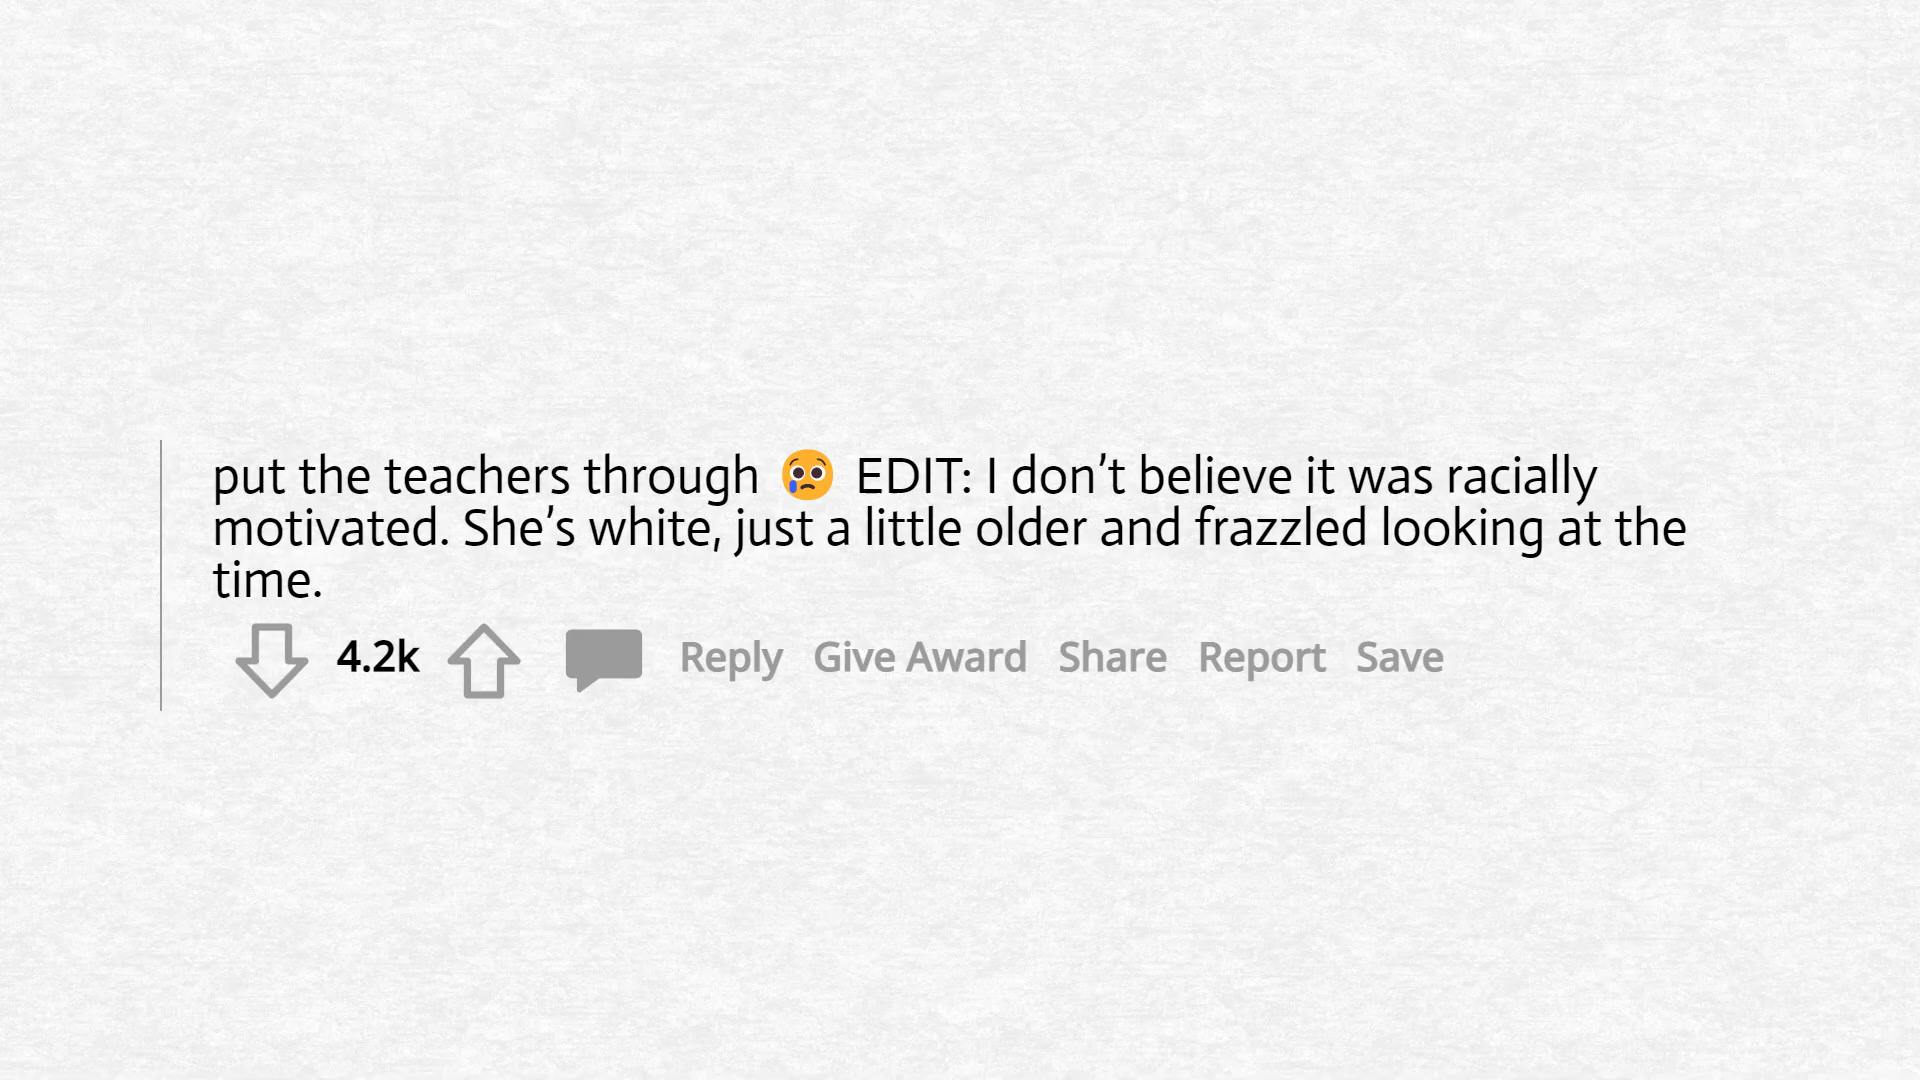 put the teachers through 😢 EDIT: I don’t believe it was racially
motivated. She’s white, just a little older and frazzled looking at the
time.
4.2k Reply Give Award Share Report Save